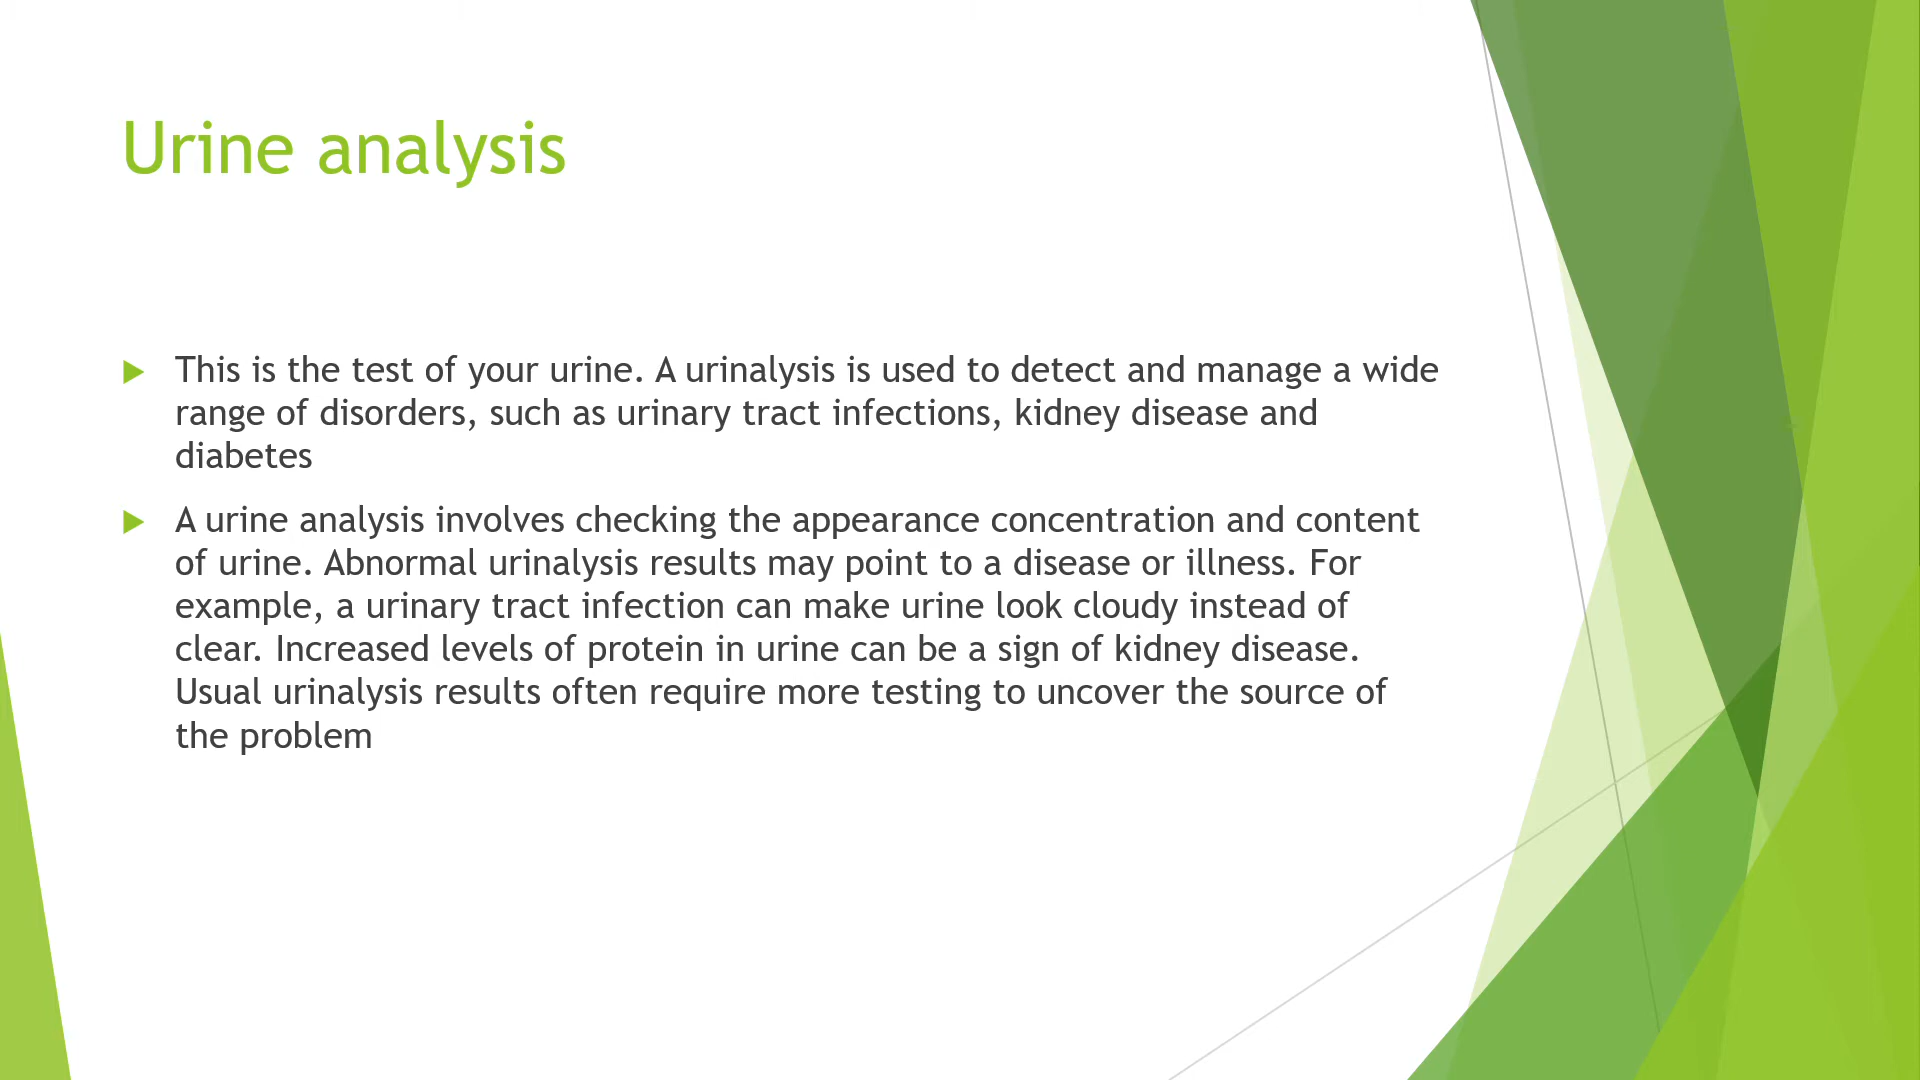 Urine analysis
This is the test of your urine. A urinalysis is used to detect and manage a wide
range of disorders, such as urinary tract infections, kidney disease and
diabetes
A urine analysis involves checking the appearance concentration and content
of urine. Abnormal urinalysis results may point to a disease or illness. For
example, a urinary tract infection can make urine look cloudy instead of
clear. Increased levels of protein in urine can be a sign of kidney disease.
Usual urinalysis results often require more testing to uncover the source of
the problem